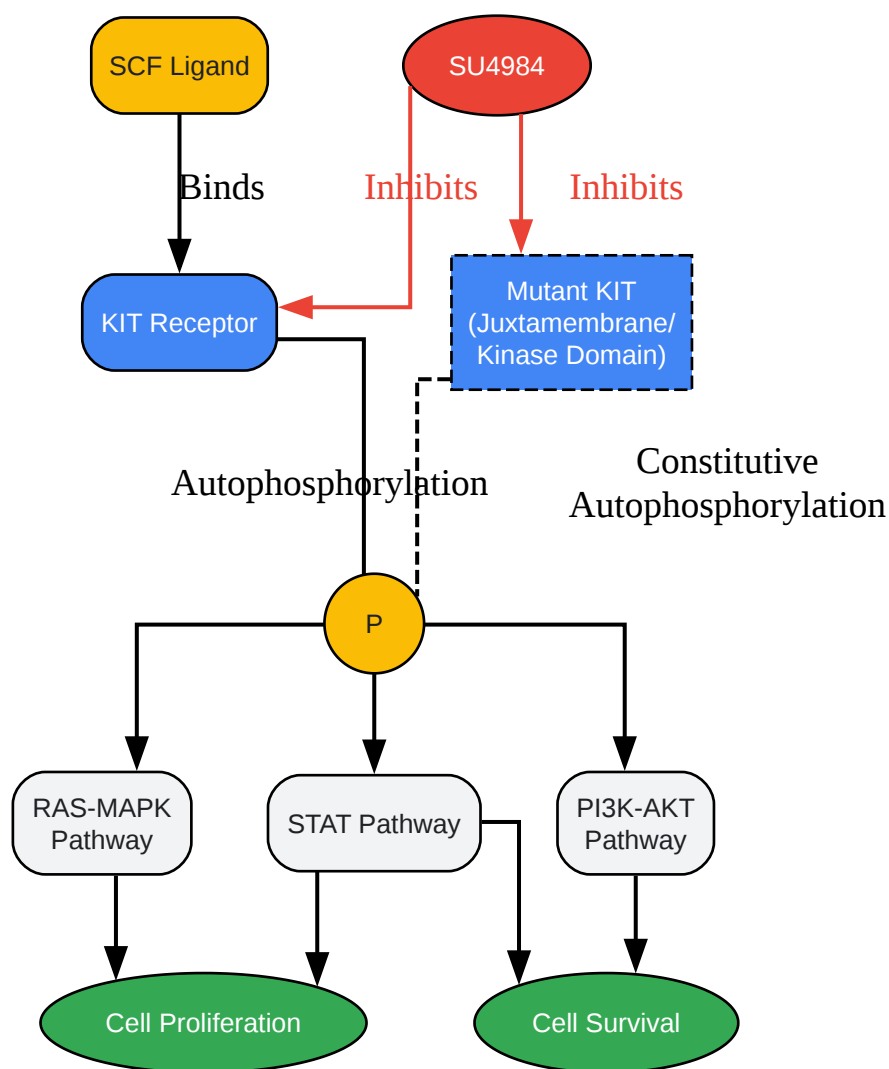 SCF Ligand
SU4984
Binds
Inhibits
Inhibits
KIT Receptor
Mutant KIT
(Juxtamembrane/
Kinase Domain)
Autophosphorylation
Constitutive
Autophosphorylation
P
RAS-MAPK
Pathway
STAT Pathway
PI3K-AKT
Pathway
Cell Proliferation
Cell Survival